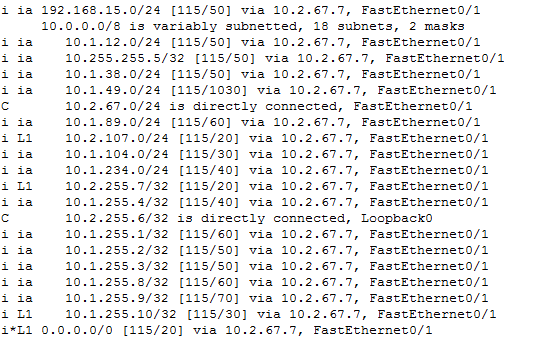 i ia 192.168.15.0/24 [115/50] via 10.2.67.7, FastEthernet0/1
10.0.0.0/8 is variably subnetted, 18 subnets, 2 masks
i ia 10.1.12.0/24 [115/50] via 10.2.67.7, FastEthernet0/1
i ia 10.255.255.5/32 [115/50] via 10.2.67.7, FastEthernet0/1
i ia 10.1.38.0/24 [115/50] via 10.2.67.7, FastEthernet0/1
i ia 10.1.49.0/24 [115/1030] via 10.2.67.7, FastEthernet0/1
C 10.2.67.0/24 is directly connected, FastEthernet0/1
i ia 10.1.89.0/24 [115/60] via 10.2.67.7, FastEthernet0/1
i L1 10.2.107.0/24 [115/20] via 10.2.67.7, FastEthernet0/1
i ia 10.1.104.0/24 [115/30] via 10.2.67.7, FastEthernet0/1
i ia 10.1.234.0/24 [115/40] via 10.2.67.7, FastEthernet0/1
i L1 10.2.255.7/32 [115/20] via 10.2.67.7, FastEthernet0/1
i ia 10.1.255.4/32 [115/40] via 10.2.67.7, FastEthernet0/1
C 10.2.255.6/32 is directly connected, Loopback0
i ia 10.1.255.1/32 [115/60] via 10.2.67.7, FastEthernet0/1
i ia 10.1.255.2/32 [115/50] via 10.2.67.7, FastEthernet0/1
i ia 10.1.255.3/32 [115/50] via 10.2.67.7, FastEthernet0/1
i ia 10.1.255.8/32 [115/60] via 10.2.67.7, FastEthernet0/1
i ia 10.1.255.9/32 [115/70] via 10.2.67.7, FastEthernet0/1
i L1 10.1.255.10/32 [115/30] via 10.2.67.7, FastEthernet0/1
i*L1 0.0.0.0/0 [115/20] via 10.2.67.7, FastEthernet0/1